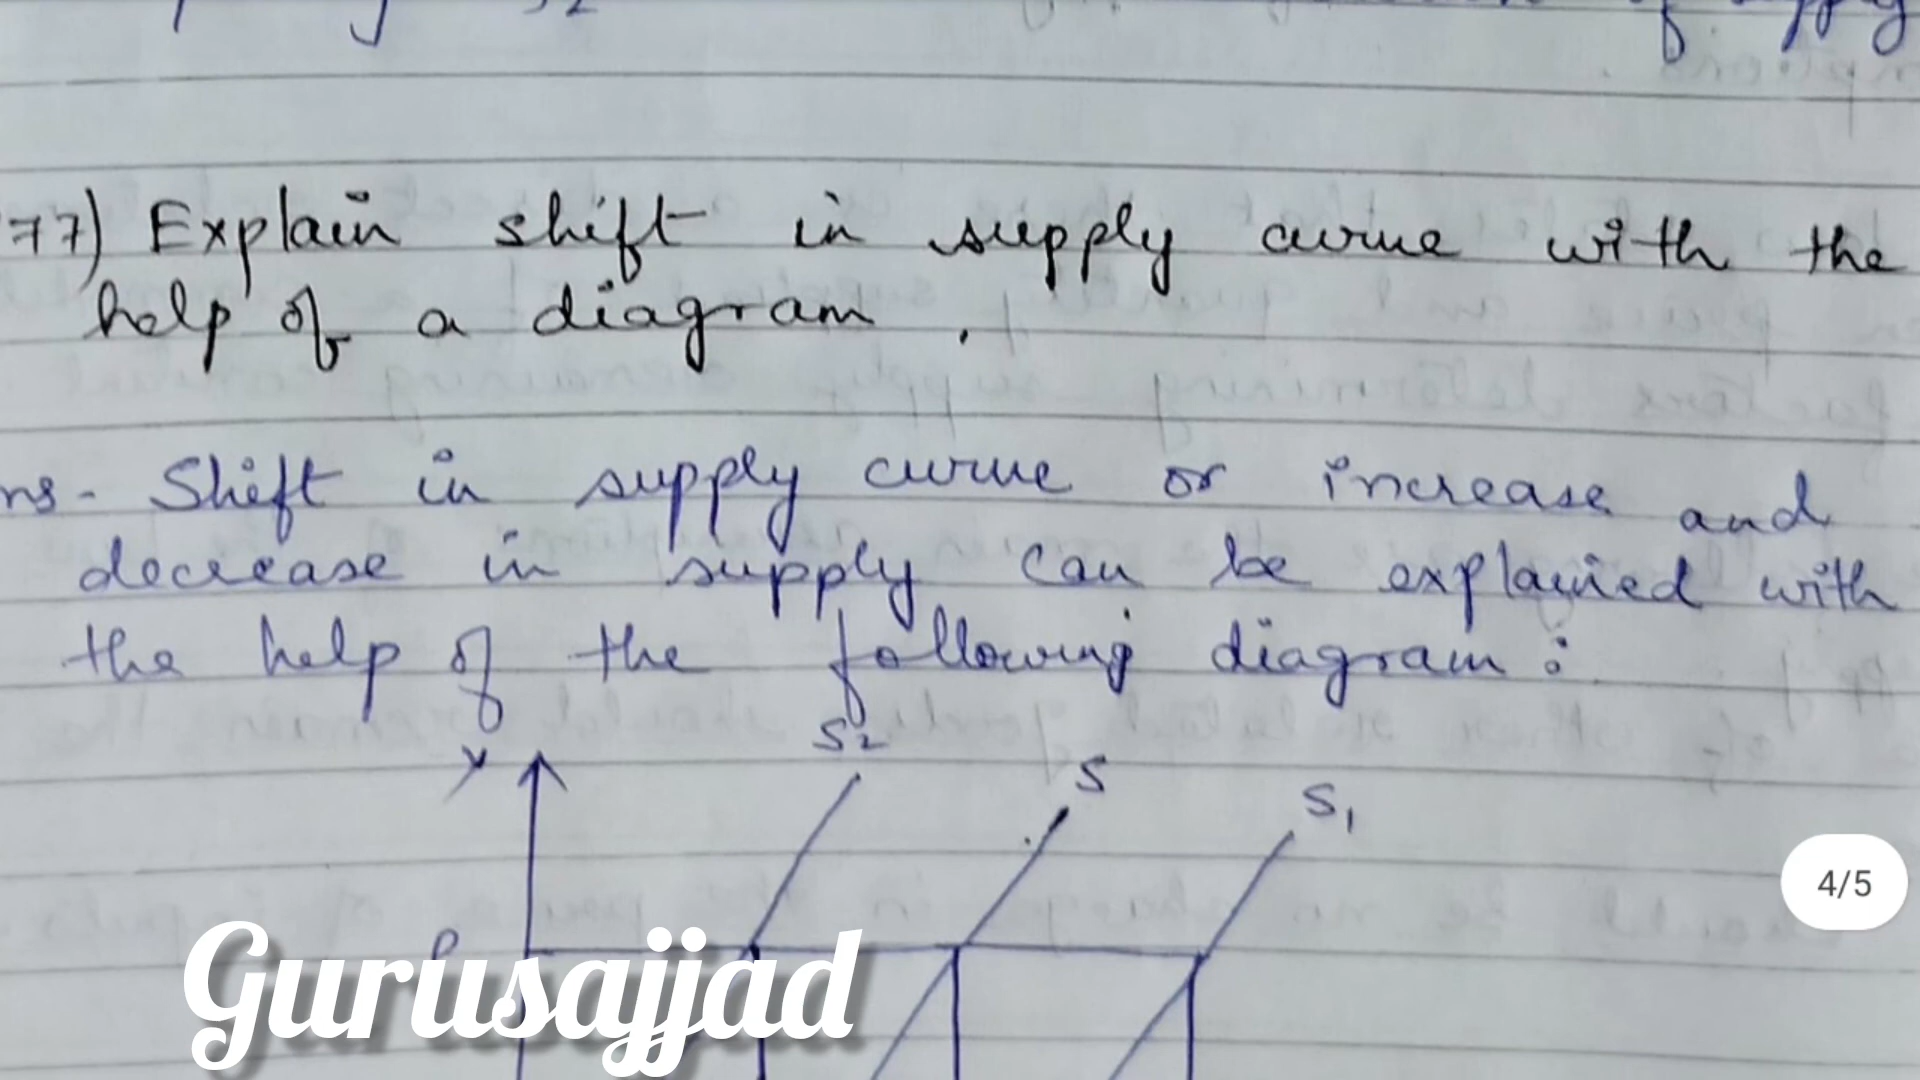 77) Explain shift in supply curve with the
help of a diagram.
ns. Shift in supply curve or increase and
decrease in supply can be explained with
the help of the following diagram:
S2
Y
S
S1
4/5
P
Gurusajjad